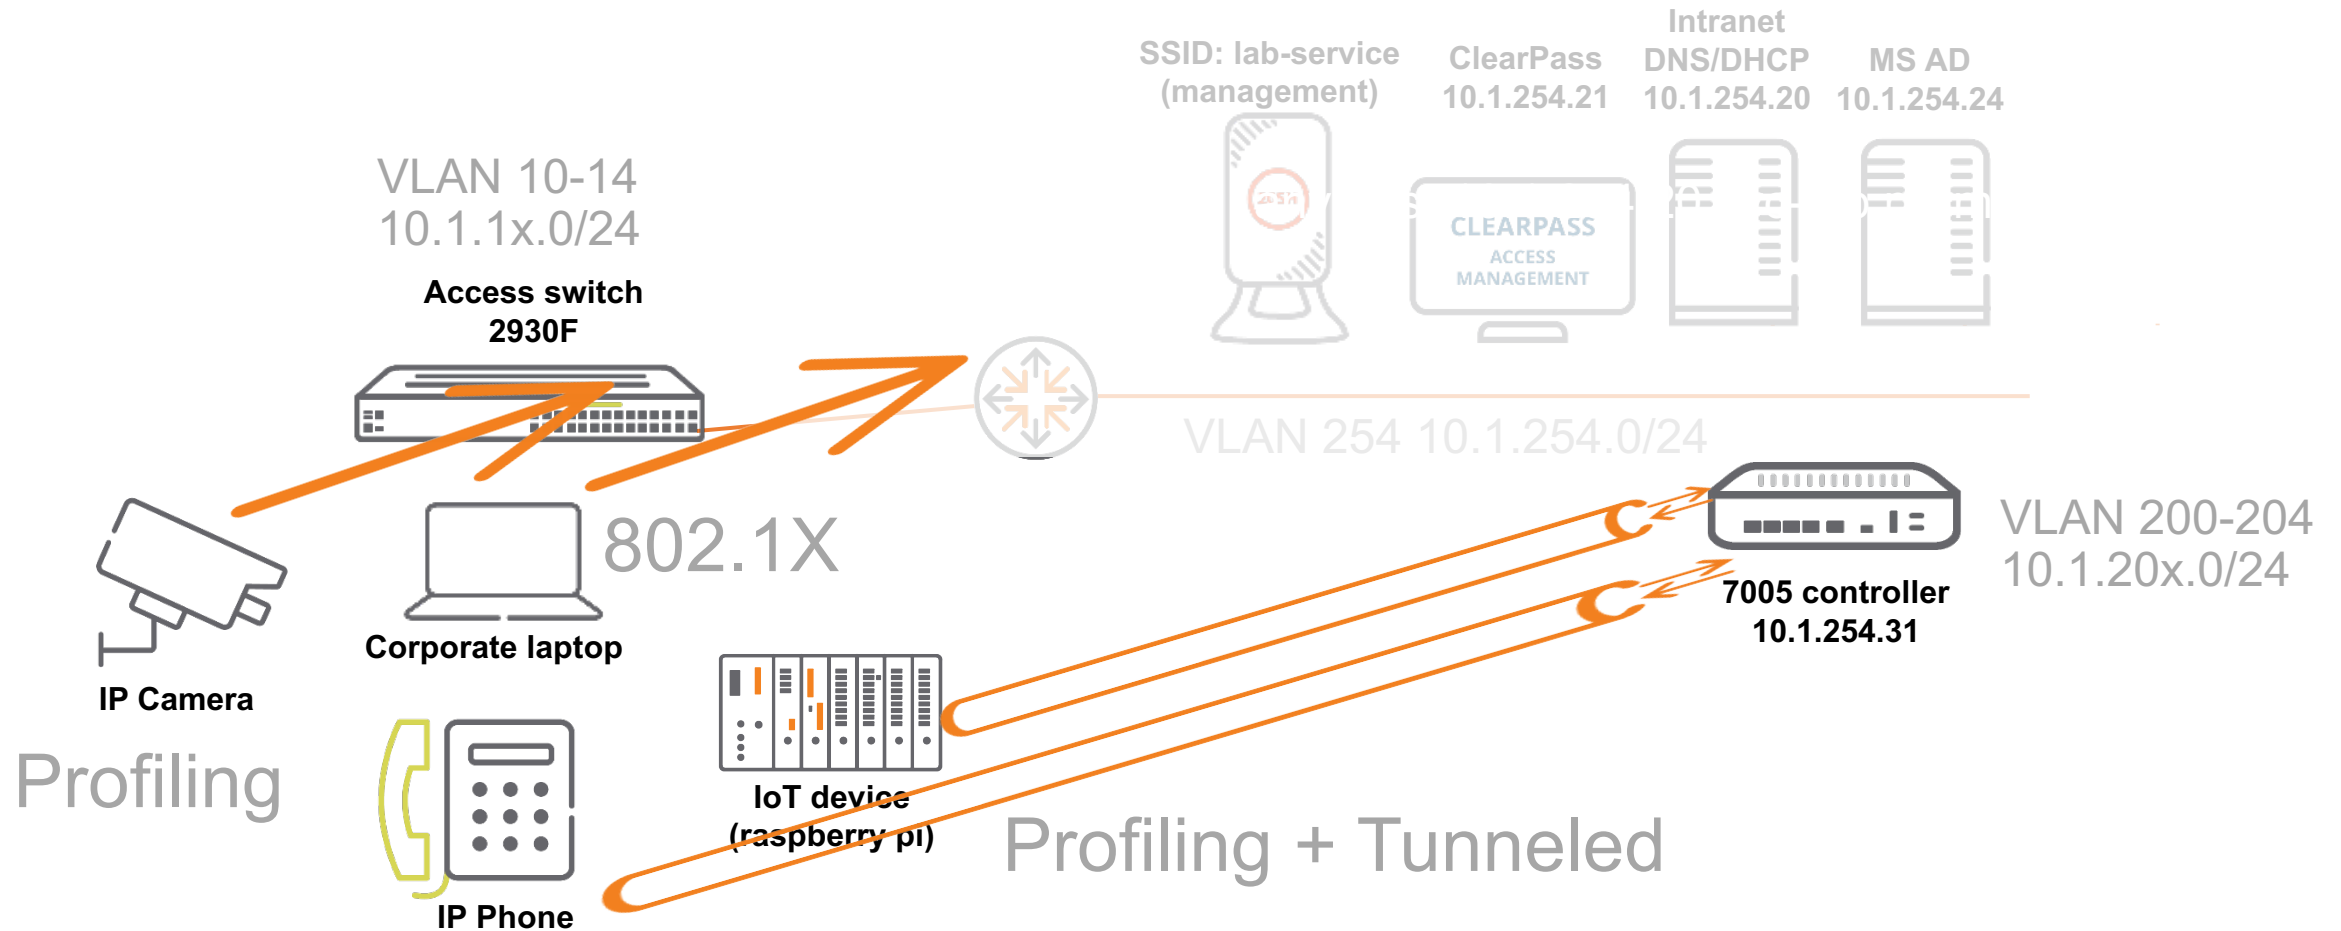 Intranet
SSID: lab-service
(management)
ClearPass
10.1.254.21
DNS/DHCP
10.1.254.20
MS AD
10.1.254.24
VLAN 10-14
10.1.1x.0/24
Access switch
2930F
CLEARPASS
ACCESS
MANAGEMENT
VLAN 254 10.1.254.0/24
802.1X
VLAN 200-204
10.1.20x.0/24
7005 controller
10.1.254.31
Corporate laptop
IP Camera
Profiling
IoT device
(raspberry pi)
Profiling + Tunneled
IP Phone